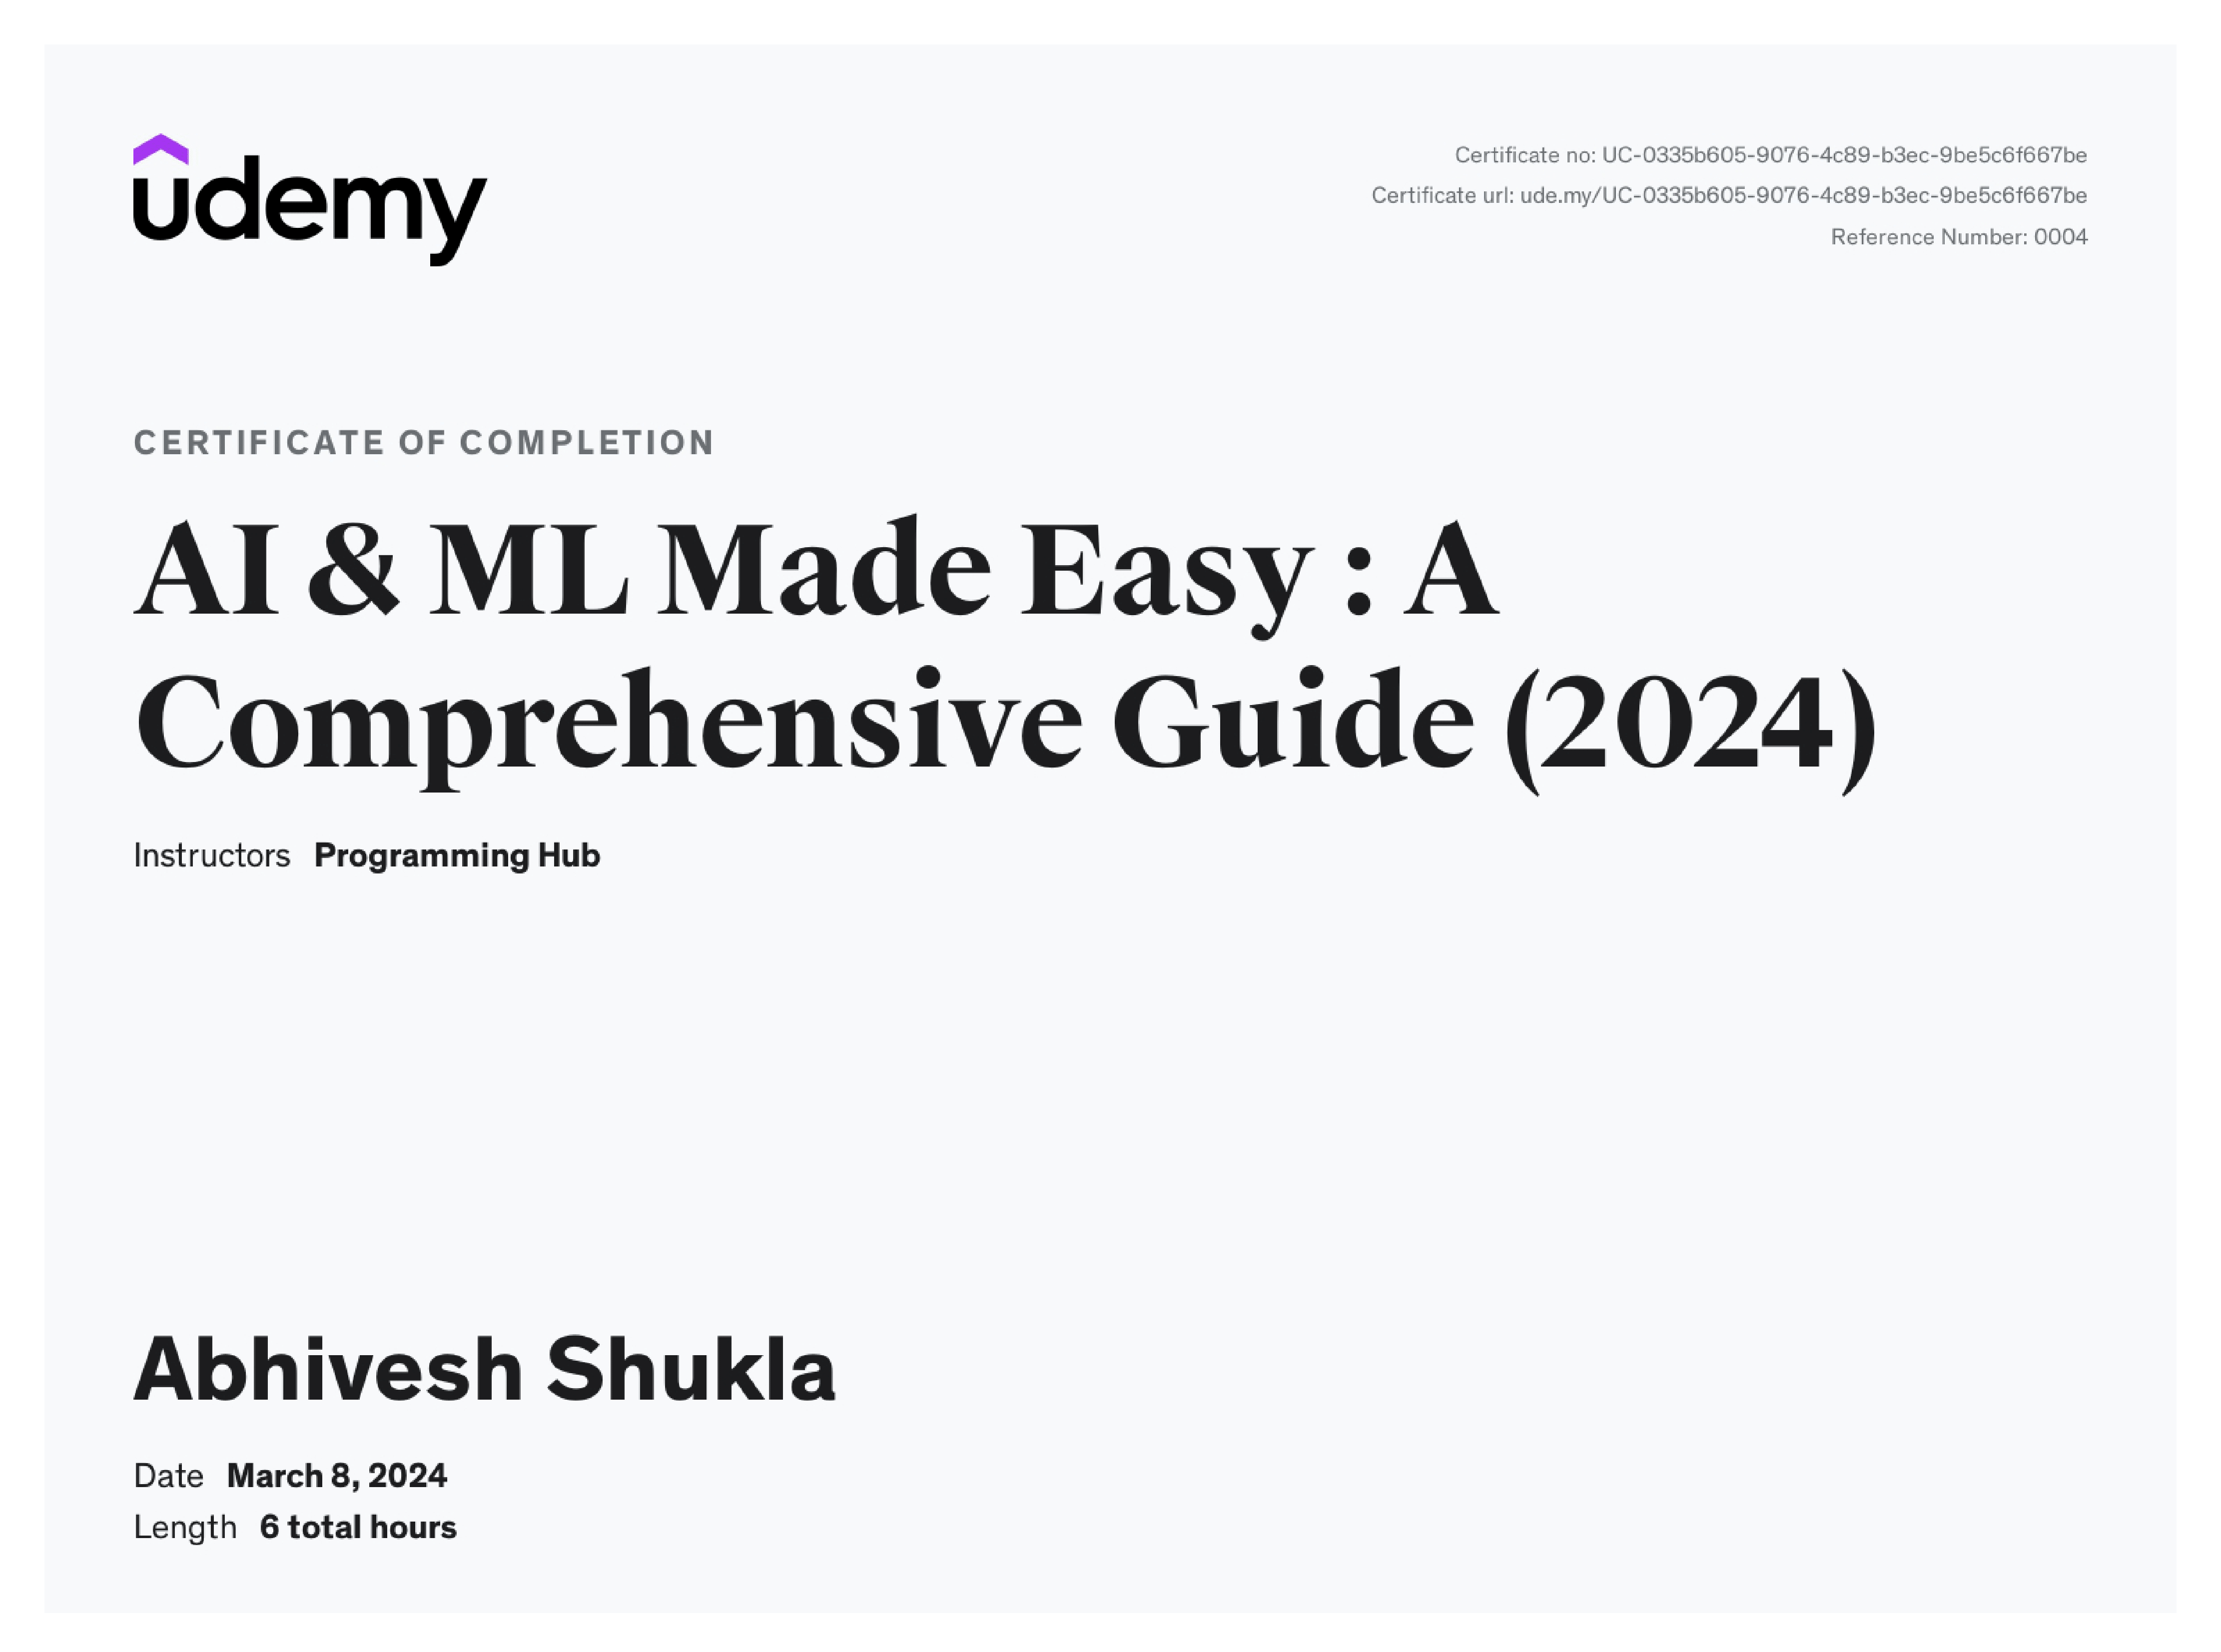 udemy
Certificate no: UC-0335b605-9076-4c89-b3ec-9be5c6f667be
Certificate url: ude.my/UC-0335b605-9076-4c89-b3ec-9be5c6f667be
Reference Number: 0004
CERTIFICATE OF COMPLETION
AI & ML Made Easy : A
Comprehensive Guide (2024)
Instructors Programming Hub
Abhivesh Shukla
Date March 8, 2024
Length 6 total hours